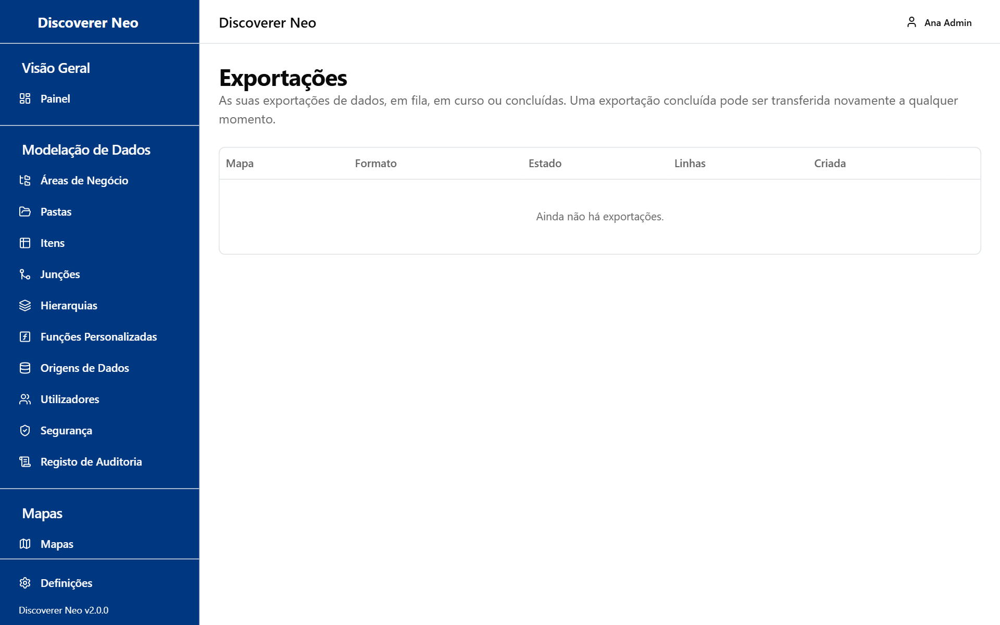 Discoverer Neo
Discoverer Neo
Ana Admin
Visão Geral
Painel
Modelação de Dados
Áreas de Negócio
Pastas
Itens
Junções
Hierarquias
Funções Personalizadas
Origens de Dados
Utilizadores
Segurança
Registo de Auditoria
Mapas
Mapas
Definições
Discoverer Neo v2.0.0
Exportações
As suas exportações de dados, em fila, em curso ou concluídas. Uma exportação concluída pode ser transferida novamente a qualquer
momento.
Mapa Formato Estado Linhas Criada
Ainda não há exportações.